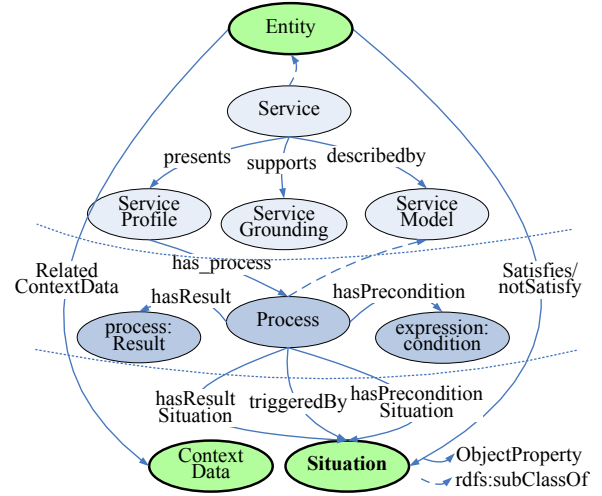 Entity
Service
presents
supports
describedby
Service
Profile
Service
Grounding
Service
Model
Related
ContextData
has_process
Satisfies/
notSatisfy
hasResult
hasPrecondition
process:
Result
Process
expression:
condition
hasResult
Situation
triggeredBy
hasPrecondition
Situation
Context
Data
Situation
ObjectProperty
rdfs:subClassOf